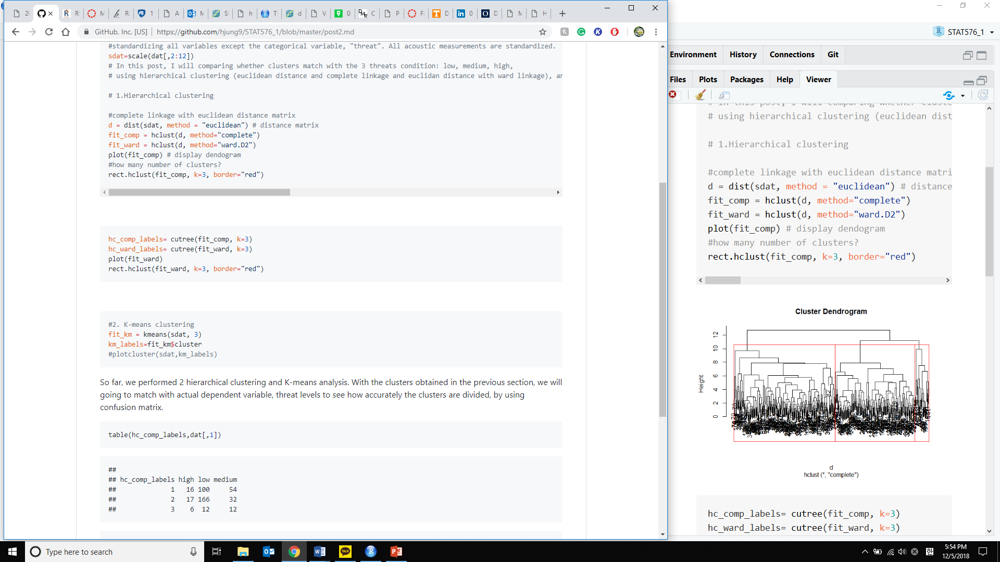 GitHub, Inc. [US] | https://github.com/hjung9/STAT576_1/blob/master/post2.md
#standardizing all variables except the categorical variable, "threat". All acoustic measurements are standardized.
sdat=scale(dat[,2:12])
# In this post, I will comparing whether clusters match with the 3 threats condition: low, medium, high,
# using hierarchical clustering (euclidean distance and complete linkage and euclidan distance with ward linkage), ar
# 1.Hierarchical clustering
#complete linkage with euclidean distance matrix
d = dist(sdat, method = "euclidean") # distance matrix
fit_comp = hclust(d, method="complete")
fit_ward = hclust(d, method="ward.D2")
plot(fit_comp) # display dendogram
#how many number of clusters?
rect.hclust(fit_comp, k=3, border="red")
hc_comp_labels= cutree(fit_comp, k=3)
hc_ward_labels= cutree(fit_ward, k=3)
plot(fit_ward)
rect.hclust(fit_ward, k=3, border="red")
#2. K-means clustering
fit_km = kmeans(sdat, 3)
km_labels=fit_km$cluster
#plotcluster(sdat,km_labels)
So far, we performed 2 hierarchical clustering and K-means analysis. With the clusters obtained in the previous section, we will
going to match with actual dependent variable, threat levels to see how accurately the clusters are divided, by using
confusion matrix.
table(hc_comp_labels,dat[,1])
##
## hc_comp_labels high low medium
## 1 16 100 54
## 2 17 166 32
## 3 6 12 12
STAT576_1
Environment History Connections Git
Files Plots Packages Help Viewer
# In this post, I will comparing whether cluste
# using hierarchical clustering (euclidean dist
# 1.Hierarchical clustering
#complete linkage with euclidean distance matri
d = dist(sdat, method = "euclidean") # distance
fit_comp = hclust(d, method="complete")
fit_ward = hclust(d, method="ward.D2")
plot(fit_comp) # display dendogram
#how many number of clusters?
rect.hclust(fit_comp, k=3, border="red")
Cluster Dendrogram
Height
0 2 4 6 8 10 12
82
d
hclust (*, "complete")
hc_comp_labels= cutree(fit_comp, k=3)
hc_ward_labels= cutree(fit_ward, k=3)
Type here to search
TALK
한
5:54 PM
12/5/2018